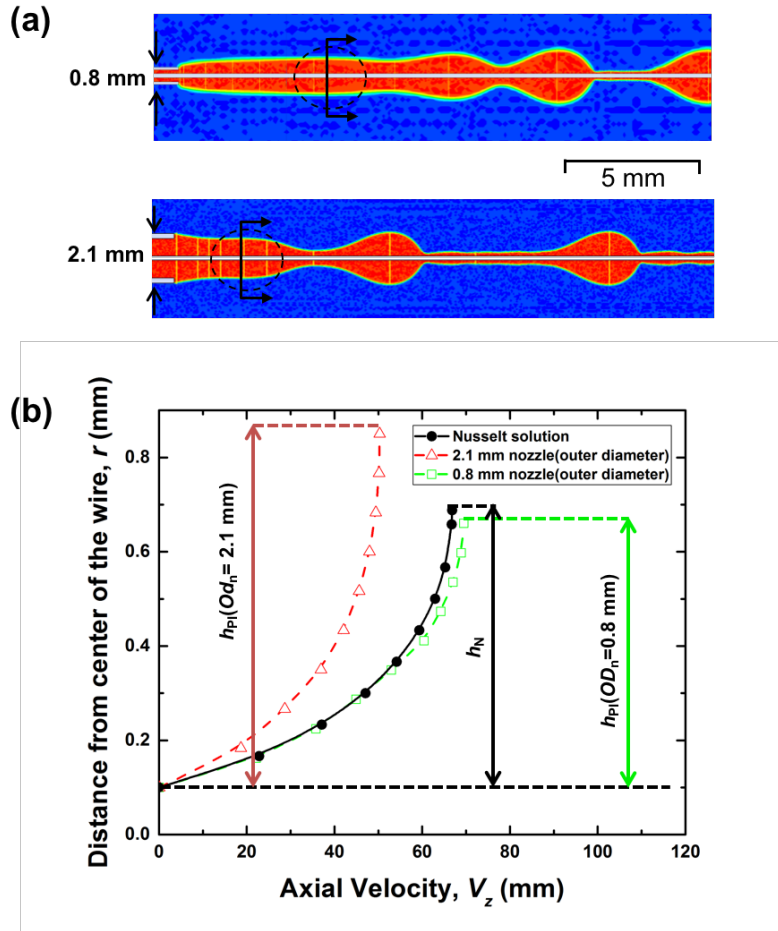 (a)
0.8 mm
5 mm
2.1 mm
(b)
Distance from center of the wire, r (mm)
0.8
0.6
0.4
0.2
0.0
Nusselt solution
2.1 mm nozzle(outer diameter)
0.8 mm nozzle(outer diameter)
hPI(Odn= 2.1 mm)
hN
hPI(ODn=0.8 mm)
0 20 40 60 80 100 120
Axial Velocity, Vz (mm)